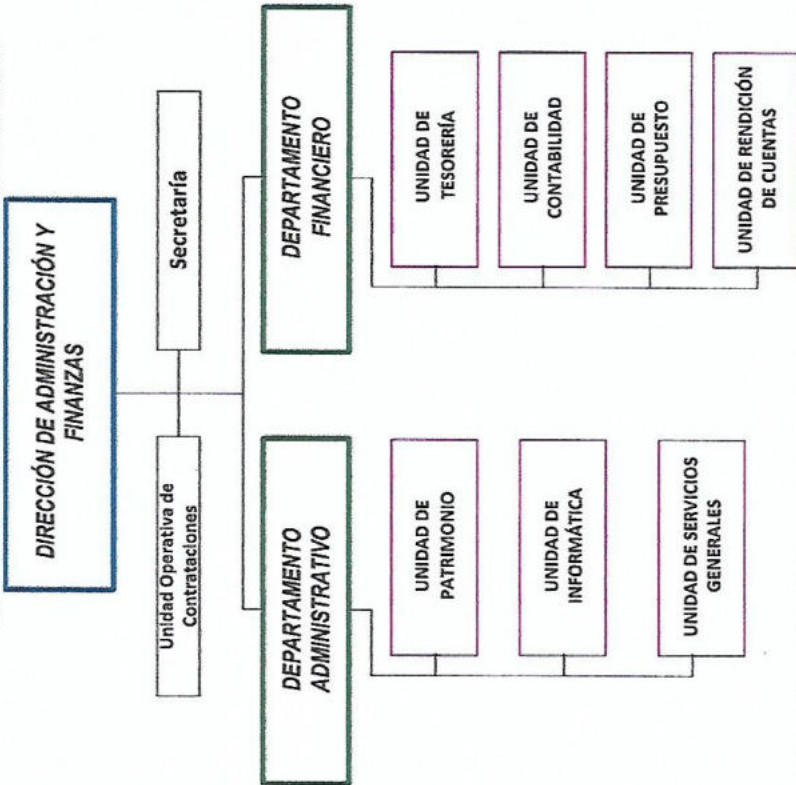 DIRECCIÓN DE ADMINISTRACIÓN Y
FINANZAS
Unidad Operativa de
Contrataciones
Secretaría
DEPARTAMENTO
ADMINISTRATIVO
DEPARTAMENTO
FINANCIERO
UNIDAD DE
PATRIMONIO
UNIDAD DE
INFORMÁTICA
UNIDAD DE SERVICIOS
GENERALES
UNIDAD DE
TESORERÍA
UNIDAD DE
CONTABILIDAD
UNIDAD DE
PRESUPUESTO
UNIDAD DE RENDICIÓN
DE CUENTAS